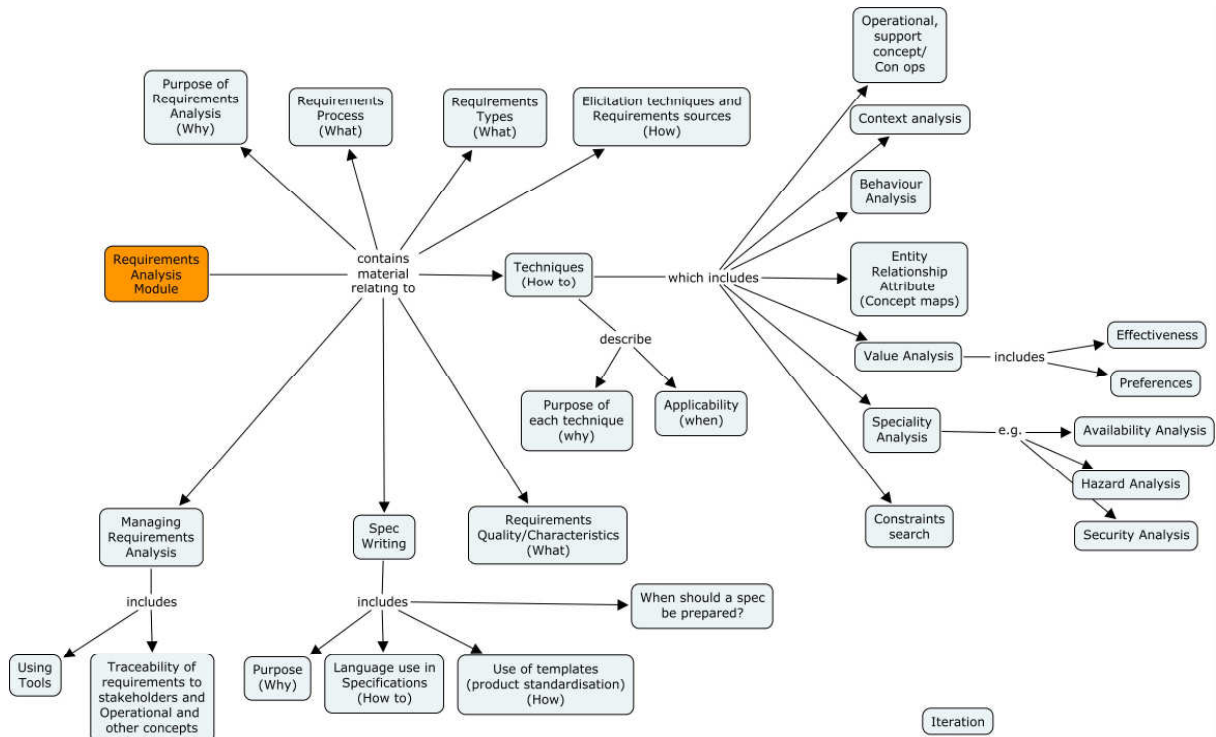 Operational,
support
concept/
Con ops
Purpose of
Requirements
Analysis
(Why)
Requirements
Process
(What)
Requirements
Types
(What)
Elicitation techniques and
Requirements sources
(How)
Context analysis
Behaviour
Analysis
Requirements
Analysis
Module
contains
material
relating to
Techniques
(How to)
which includes
Entity
Relationship
Attribute
(Concept maps)
describe
Value Analysis
includes
Effectiveness
Preferences
Purpose of
each technique
(why)
Applicability
(when)
Speciality
Analysis
e.g.
Availability Analysis
Hazard Analysis
Security Analysis
Constraints
search
Managing
Requirements
Analysis
Spec
Writing
Requirements
Quality/Characteristics
(What)
includes
includes
When should a spec
be prepared?
Using
Tools
Traceability of
requirements to
stakeholders and
Operational and
other concepts
Purpose
(Why)
Language use in
Specifications
(How to)
Use of templates
(product standardisation)
(How)
Iteration